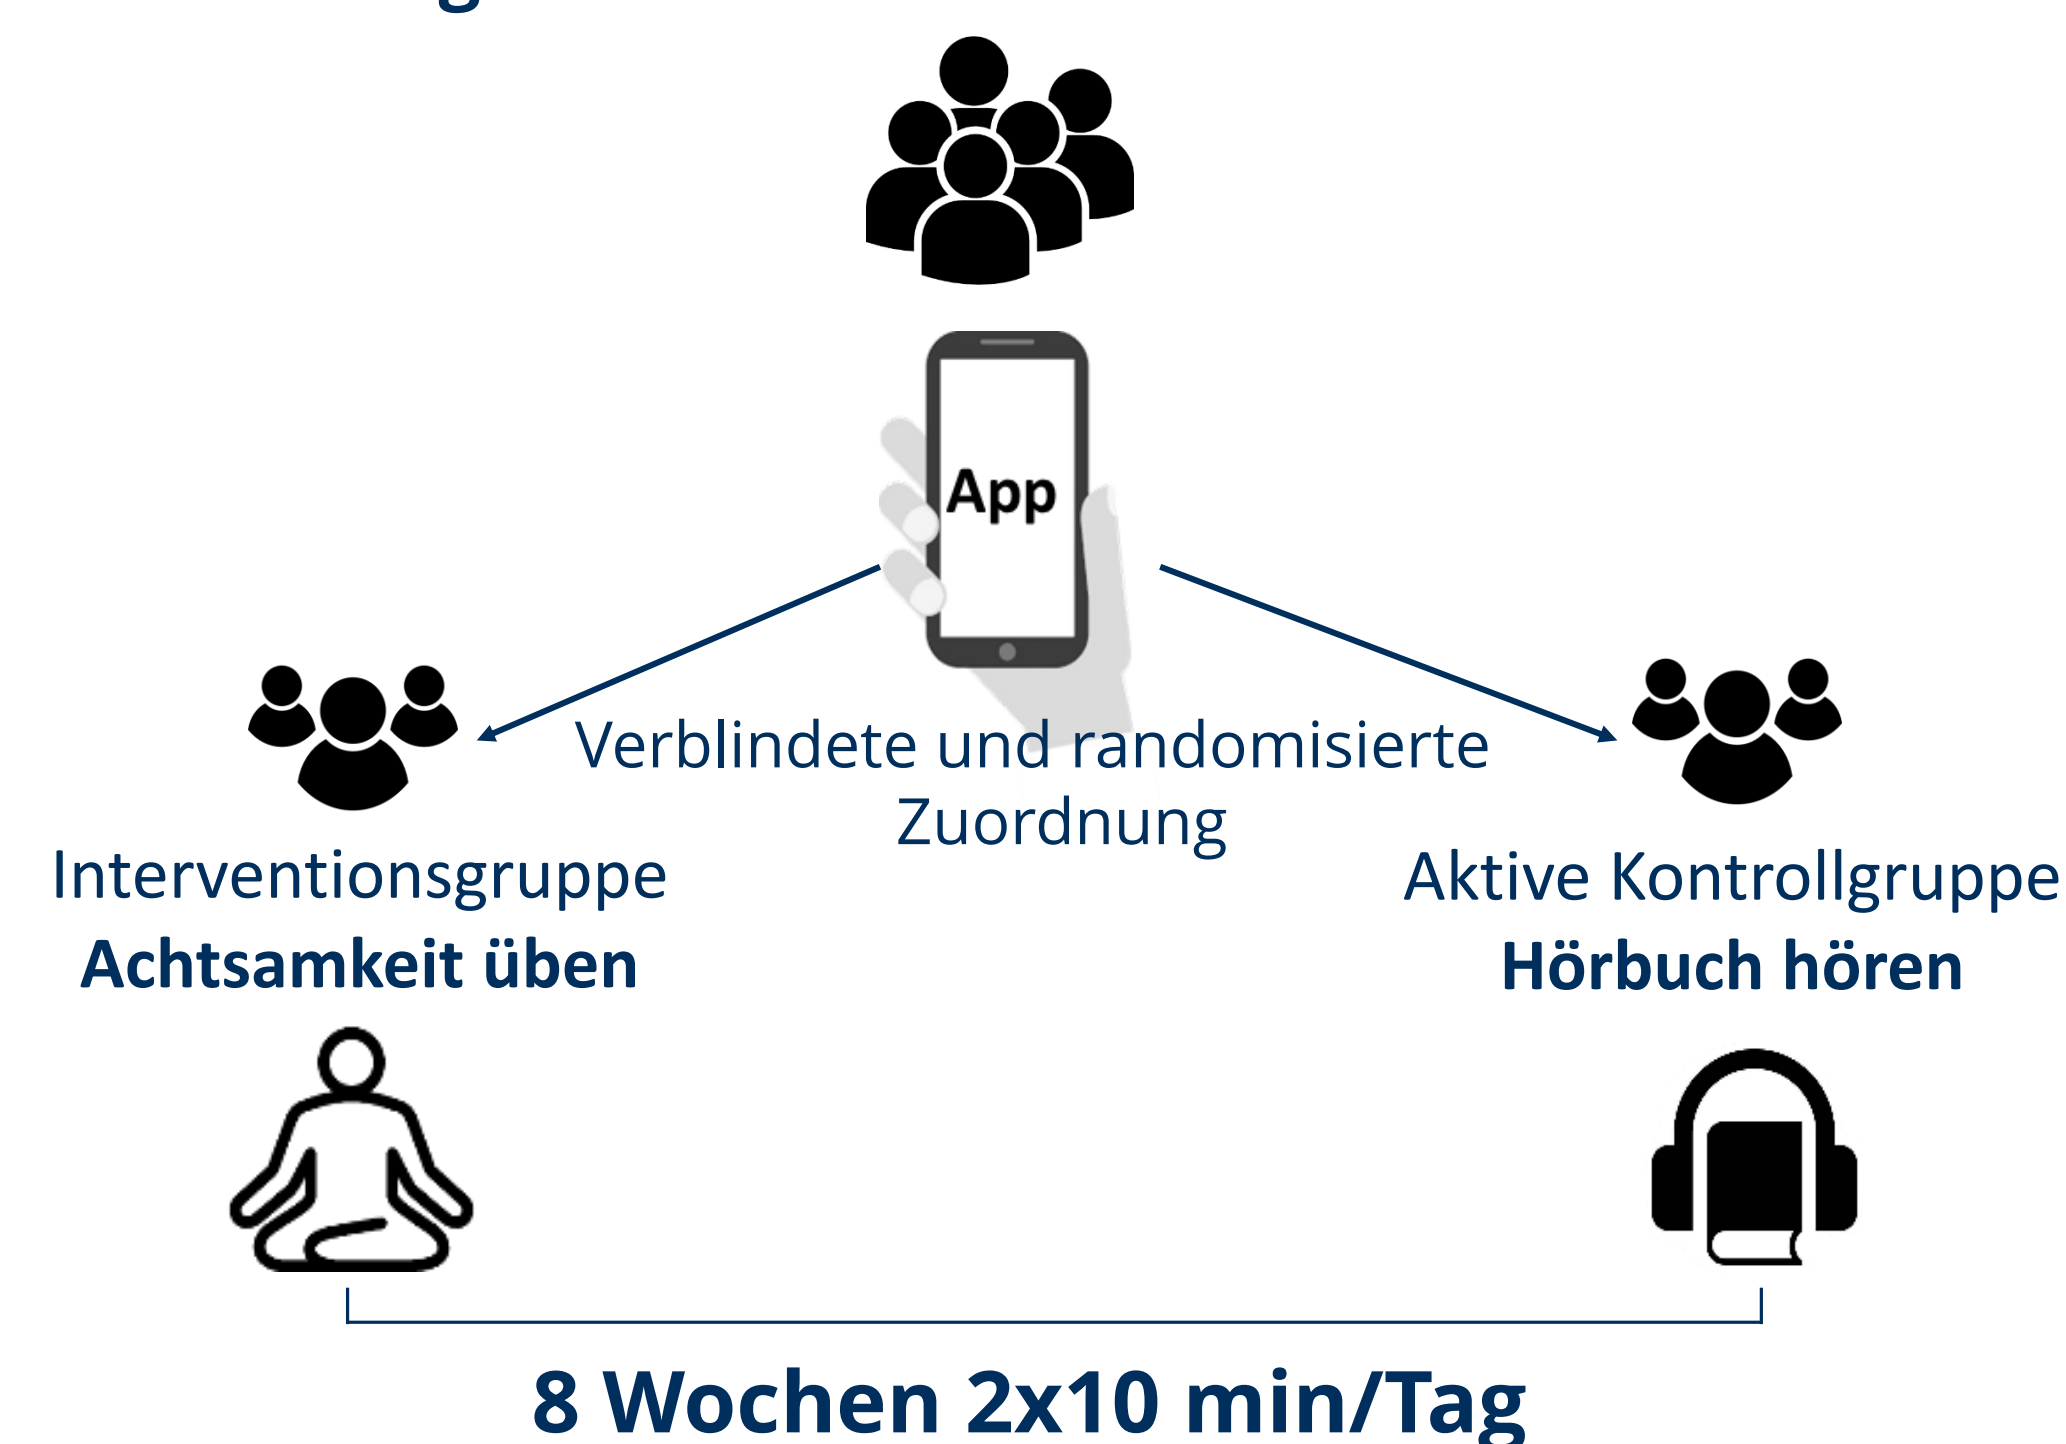 App
Verblindete und randomisierte
Zuordnung
Interventionsgruppe
Achtsamkeit üben
Aktive Kontrollgruppe
Hörbuch hören
8 Wochen 2x10 min/Tag